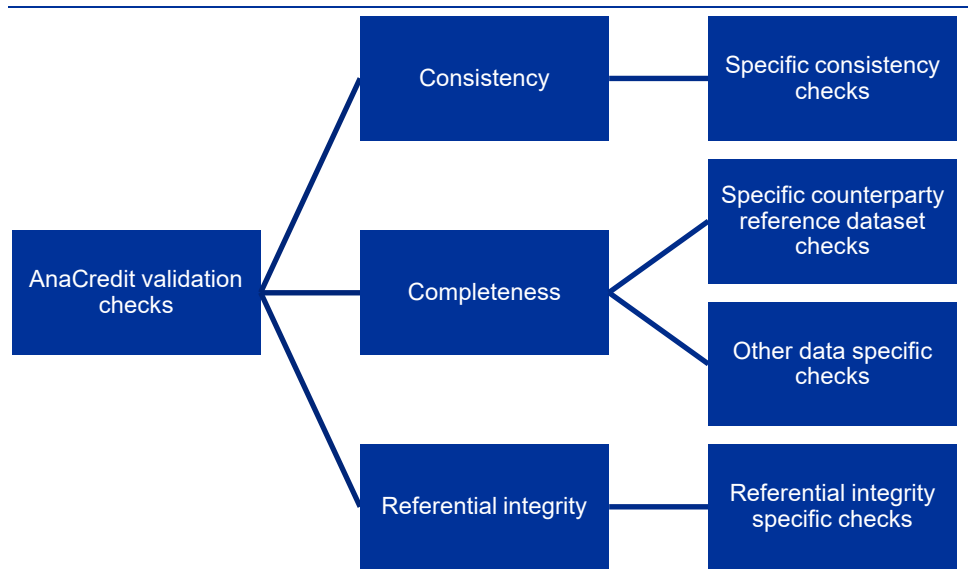 Consistency
Specific consistency
checks
Specific counterparty
reference dataset
checks
AnaCredit validation
checks
Completeness
Other data specific
checks
Referential integrity
Referential integrity
specific checks